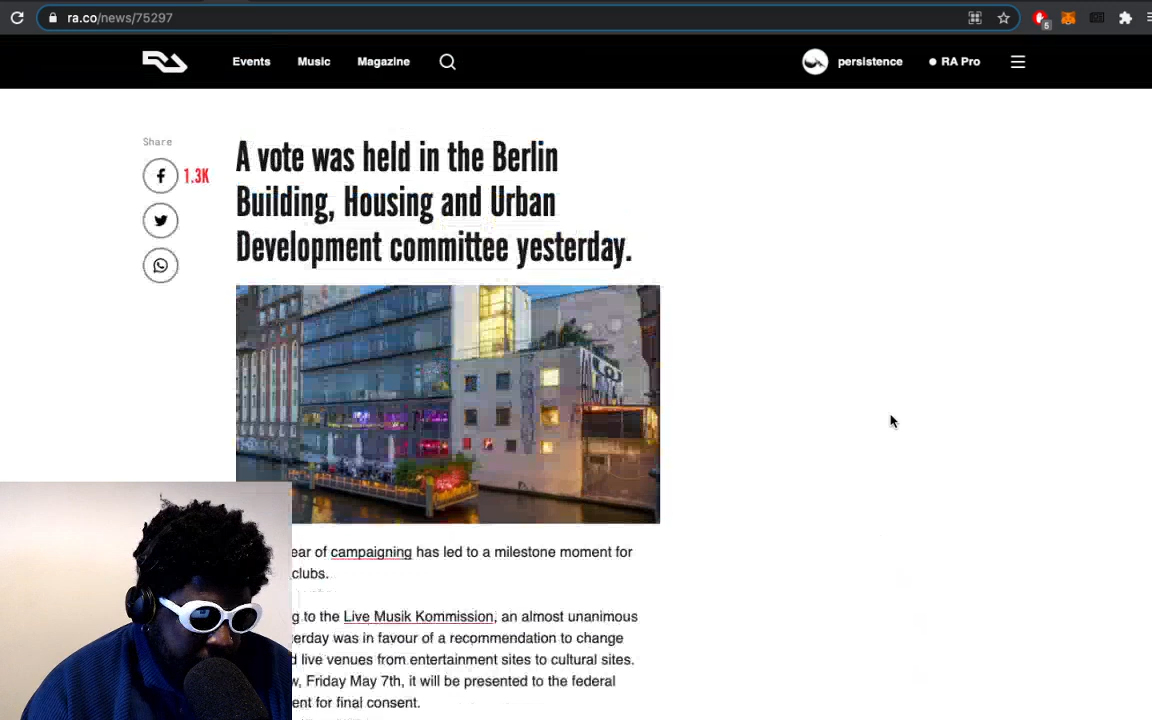 ra.co/news/75297
6
Events Music Magazine persistence RA Pro
Share
1.3K
A vote was held in the Berlin
Building, Housing and Urban
Development committee yesterday.
ear of campaigning has led to a milestone moment for
clubs.
g to the Live Musik Kommission, an almost unanimous
erday was in favour of a recommendation to change
d live venues from entertainment sites to cultural sites.
w, Friday May 7th, it will be presented to the federal
ent for final consent.